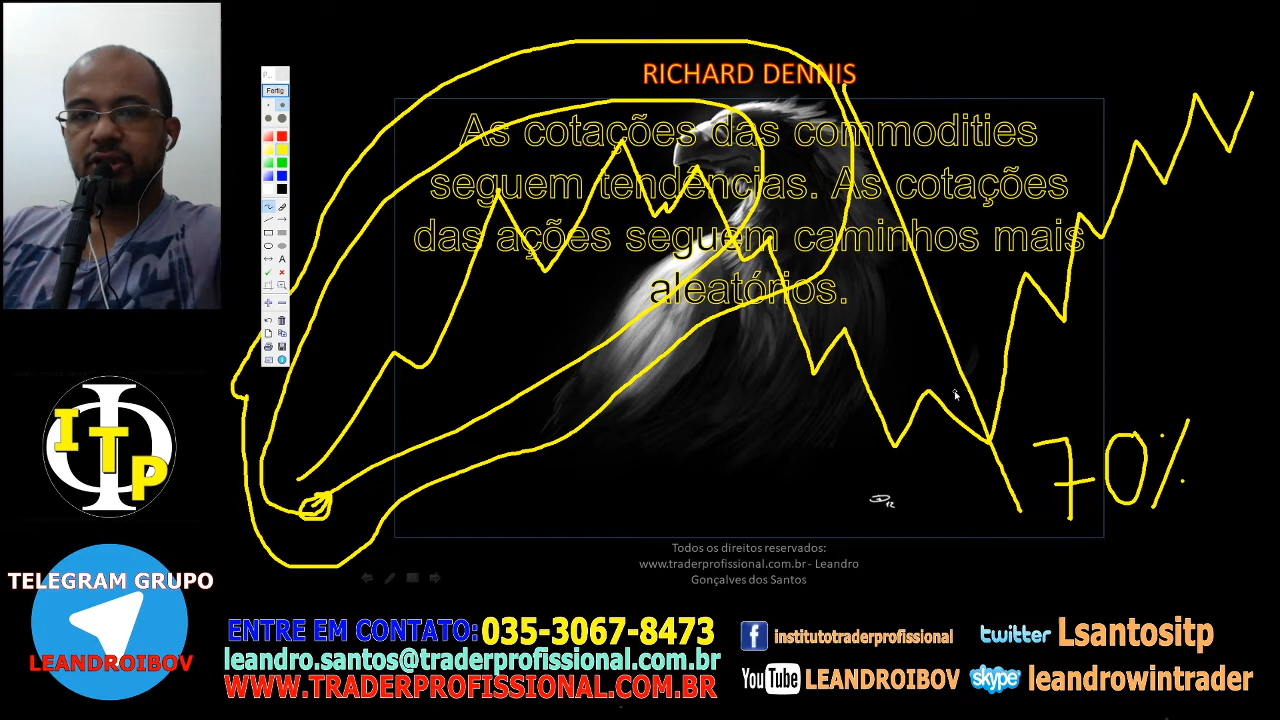 P...
Fertig
A
RICHARD DENNIS
As cotações das commodities
seguem tendências. As cotações
das ações seguem caminhos mais
aleatórios.
70%
12
ITP
Todos os direitos reservados:
www.traderprofissional.com.br - Leandro
Gonçalves dos Santos
TELEGRAM GRUPO
LEANDROIBOV
ENTRE EM CONTATO: 035-3067-8473
leandro.santos@traderprofissional.com.br
WWW.TRADERPROFISSIONAL.COM.BR
f institutotraderprofissional
twitter Lsantositp
YouTube LEANDROIBOV
skype leandrowintrader